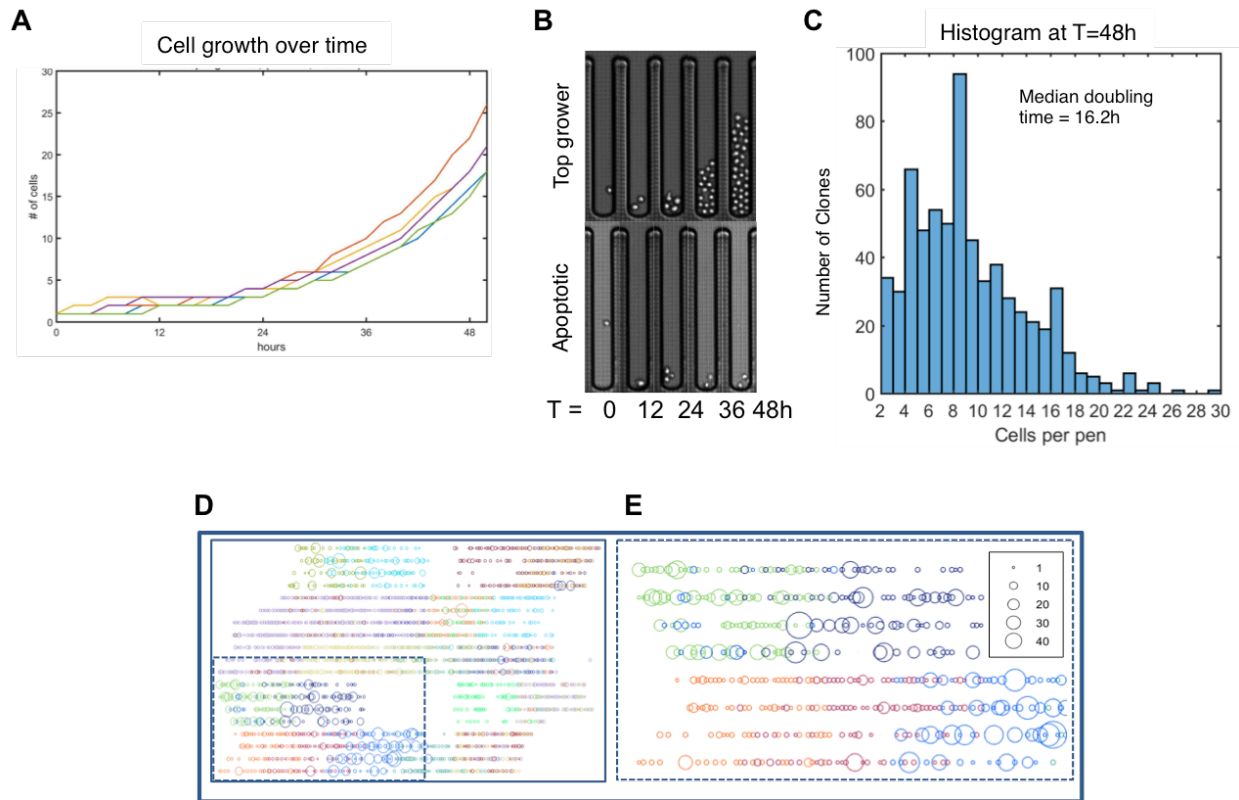 A
Cell growth over time
30
25
20
15
10
5
0
# of cells
0 12 24 36 48
hours
B
Top grower
Apoptotic
T = 0 12 24 36 48h
C
Histogram at T=48h
Median doubling
time = 16.2h
100
80
60
40
20
0
Number of Clones
2 4 6 8 10 12 14 16 18 20 22 24 26 28 30
Cells per pen
D
E
1
10
20
30
40